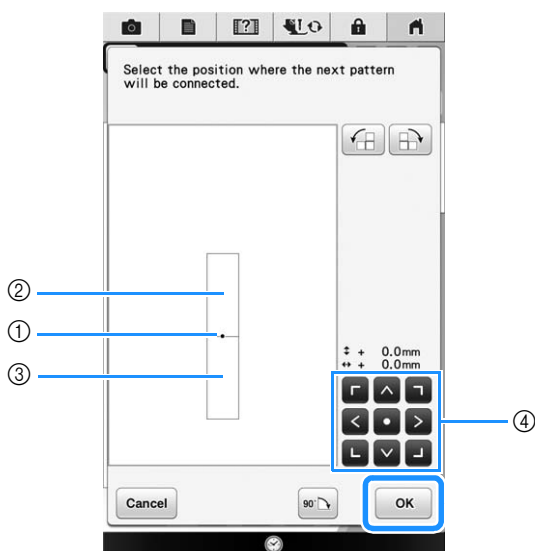 Select the position where the next pattern
will be connected.
②
①
③
+ 0.0mm
+ 0.0mm
④
Cancel
90°
OK